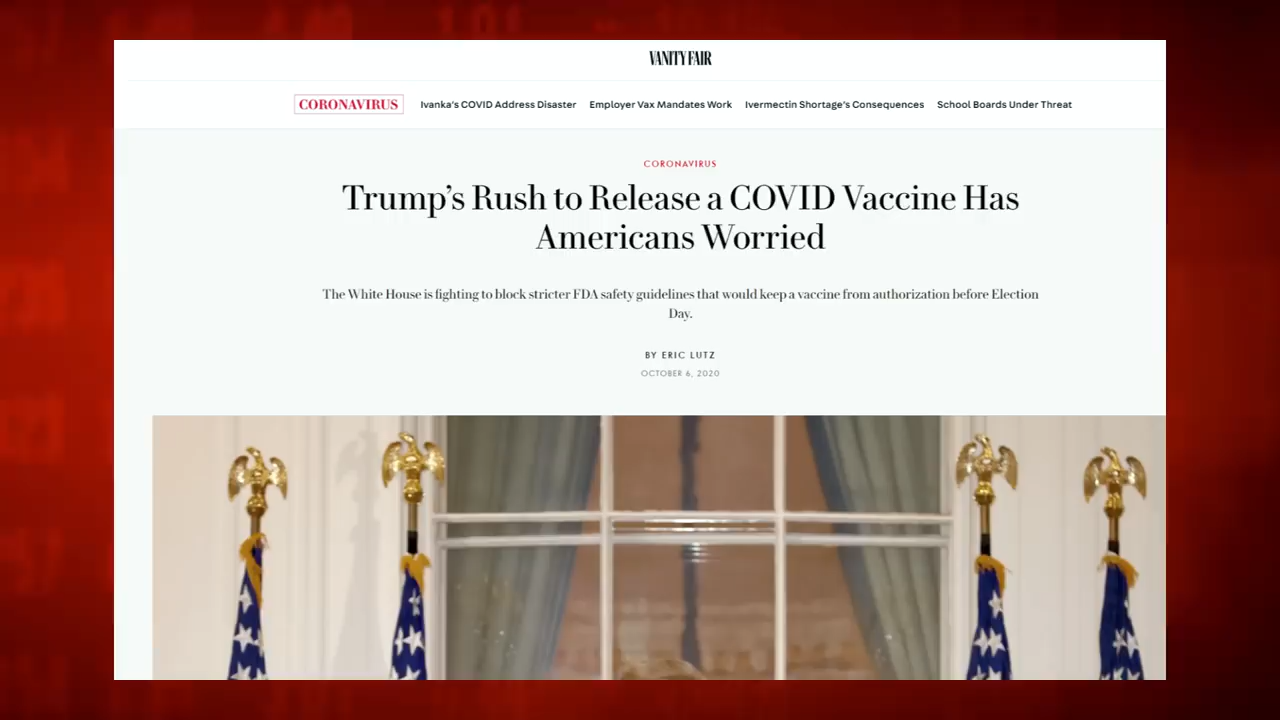 VANITY FAIR
CORONAVIRUS Ivanka's COVID Address Disaster Employer Vax Mandates Work Ivermectin Shortage's Consequences School Boards Under Threat
CORONAVIRUS
Trump’s Rush to Release a COVID Vaccine Has
Americans Worried
The White House is fighting to block stricter FDA safety guidelines that would keep a vaccine from authorization before Election
Day.
BY ERIC LUTZ
OCTOBER 6, 2020